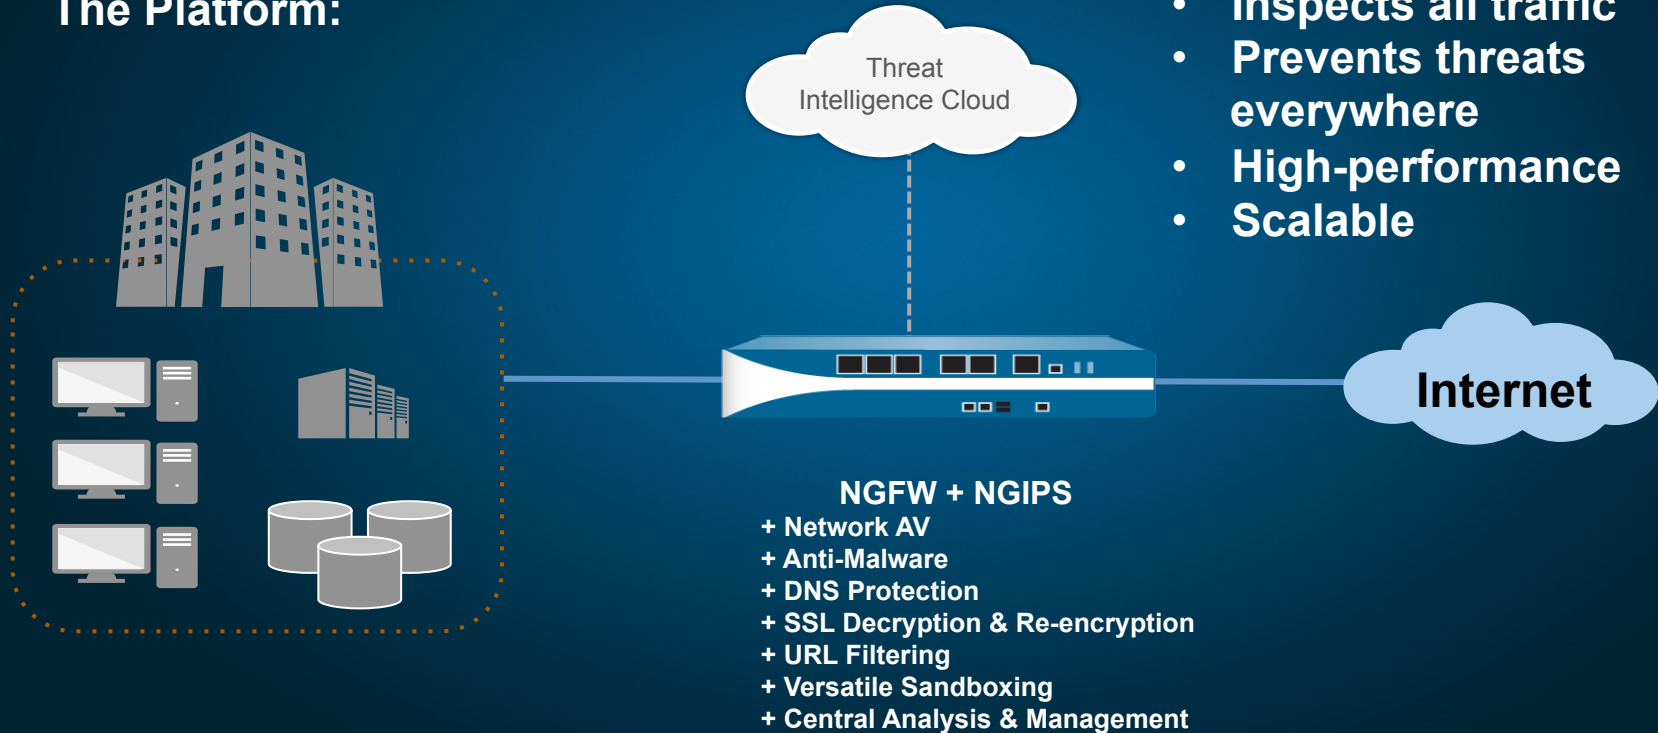 The Platform:
• Inspects all traffic
• Prevents threats
everywhere
• High-performance
• Scalable
Threat
Intelligence Cloud
Internet
NGFW + NGIPS
+ Network AV
+ Anti-Malware
+ DNS Protection
+ SSL Decryption & Re-encryption
+ URL Filtering
+ Versatile Sandboxing
+ Central Analysis & Management